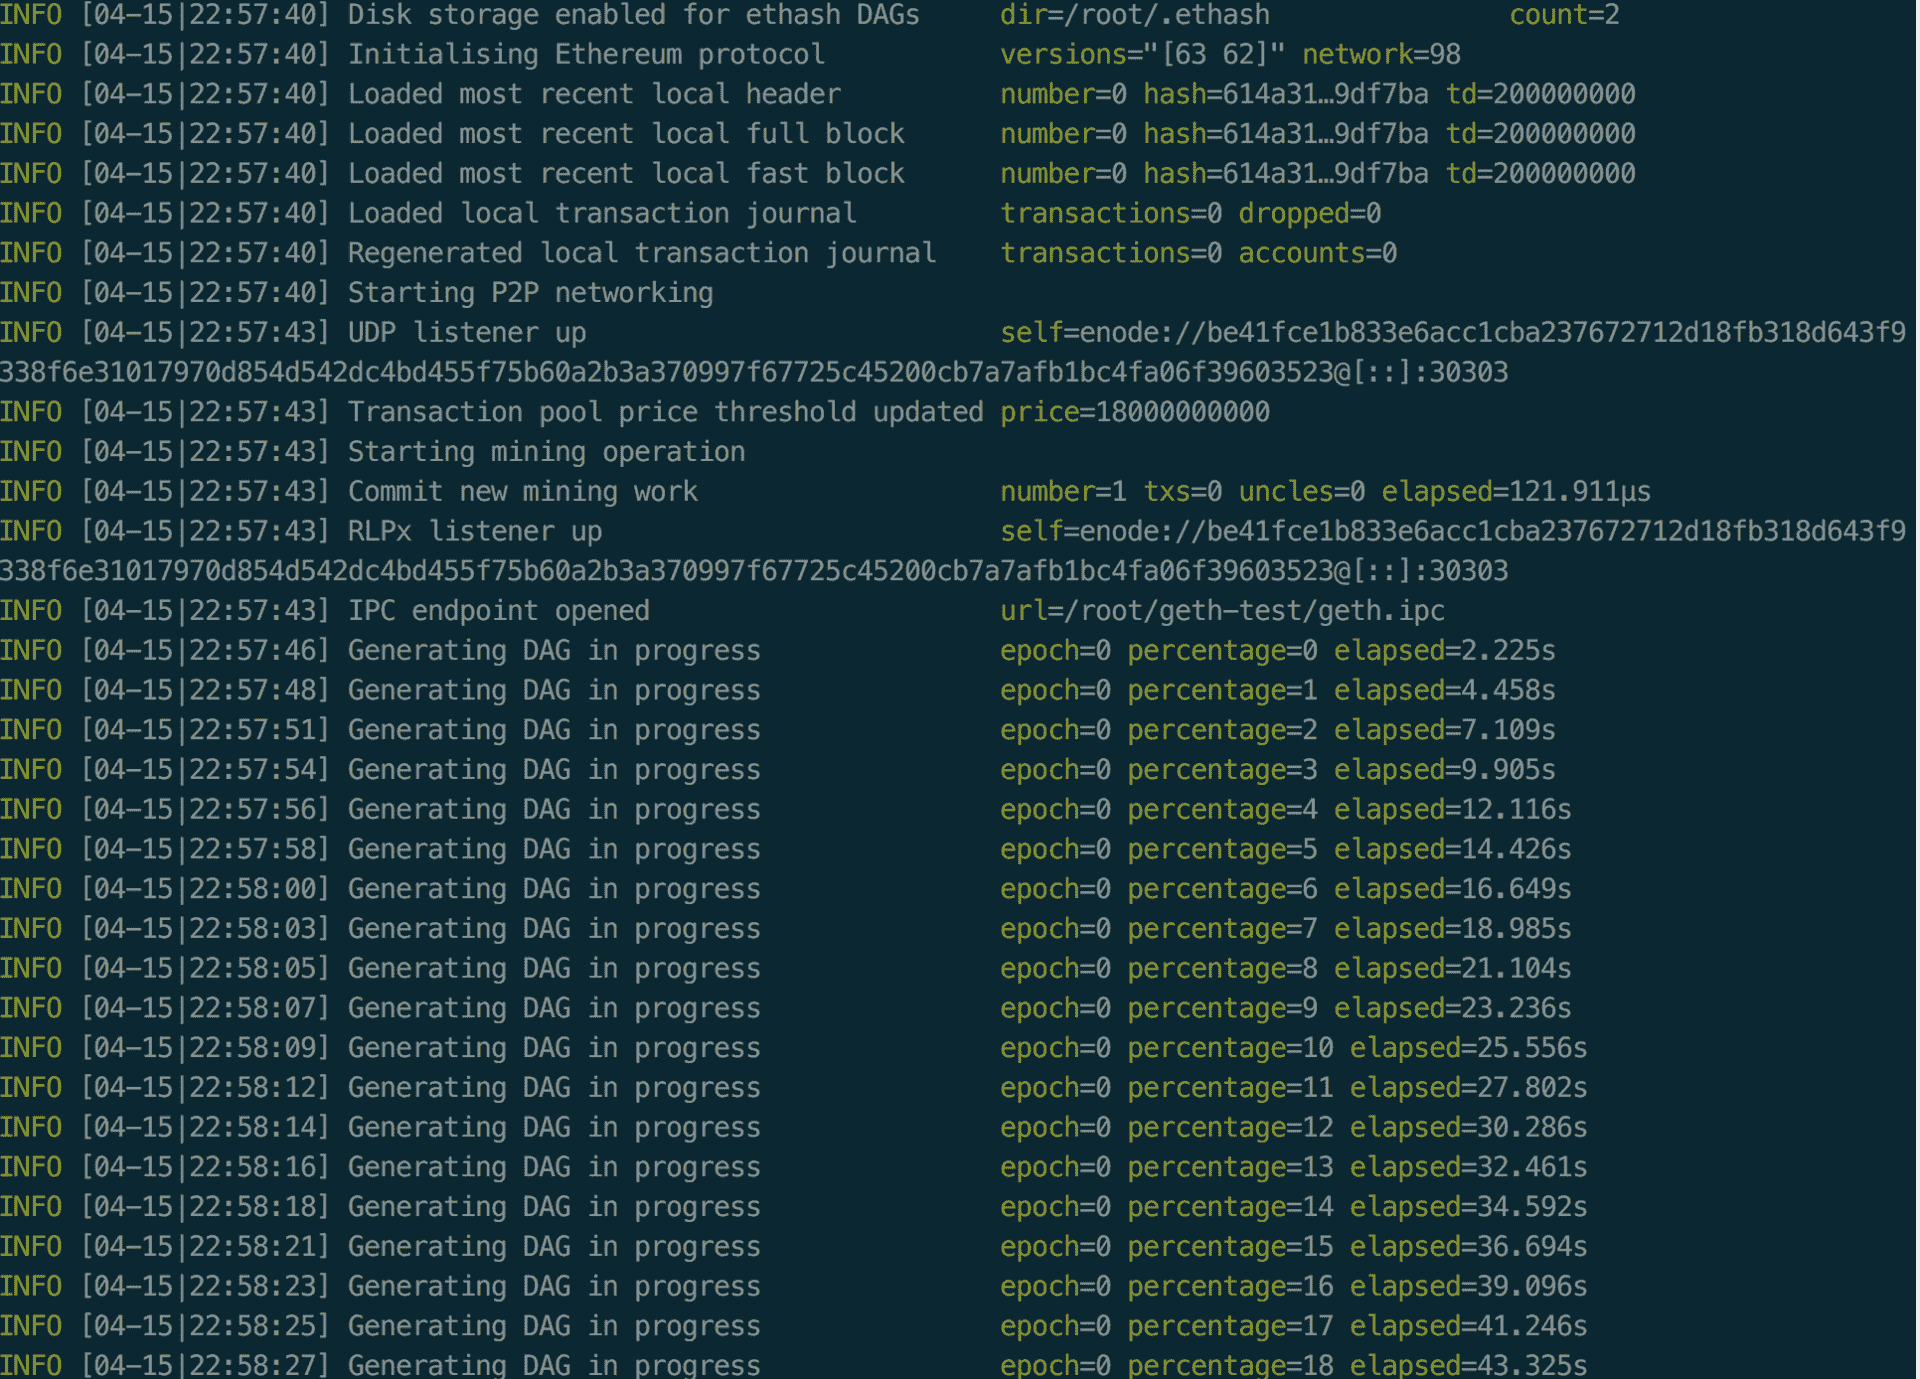 INFO [04-15|22:57:40] Disk storage enabled for ethash DAGs     dir=/root/.ethash               count=2
INFO [04-15|22:57:40] Initialising Ethereum protocol           versions="[63 62]" network=98
INFO [04-15|22:57:40] Loaded most recent local header          number=0 hash=614a31…9df7ba td=200000000
INFO [04-15|22:57:40] Loaded most recent local full block      number=0 hash=614a31…9df7ba td=200000000
INFO [04-15|22:57:40] Loaded most recent local fast block      number=0 hash=614a31…9df7ba td=200000000
INFO [04-15|22:57:40] Loaded local transaction journal         transactions=0 dropped=0
INFO [04-15|22:57:40] Regenerated local transaction journal    transactions=0 accounts=0
INFO [04-15|22:57:40] Starting P2P networking
INFO [04-15|22:57:43] UDP listener up                          self=enode://be41fce1b833e6acc1cba237672712d18fb318d643f9
338f6e31017970d854d542dc4bd455f75b60a2b3a370997f67725c45200cb7a7afb1bc4fa06f39603523@[::]:30303
INFO [04-15|22:57:43] Transaction pool price threshold updated price=18000000000
INFO [04-15|22:57:43] Starting mining operation
INFO [04-15|22:57:43] Commit new mining work                   number=1 txs=0 uncles=0 elapsed=121.911µs
INFO [04-15|22:57:43] RLPx listener up                         self=enode://be41fce1b833e6acc1cba237672712d18fb318d643f9
338f6e31017970d854d542dc4bd455f75b60a2b3a370997f67725c45200cb7a7afb1bc4fa06f39603523@[::]:30303
INFO [04-15|22:57:43] IPC endpoint opened                      url=/root/geth-test/geth.ipc
INFO [04-15|22:57:46] Generating DAG in progress               epoch=0 percentage=0 elapsed=2.225s
INFO [04-15|22:57:48] Generating DAG in progress               epoch=0 percentage=1 elapsed=4.458s
INFO [04-15|22:57:51] Generating DAG in progress               epoch=0 percentage=2 elapsed=7.109s
INFO [04-15|22:57:54] Generating DAG in progress               epoch=0 percentage=3 elapsed=9.905s
INFO [04-15|22:57:56] Generating DAG in progress               epoch=0 percentage=4 elapsed=12.116s
INFO [04-15|22:57:58] Generating DAG in progress               epoch=0 percentage=5 elapsed=14.426s
INFO [04-15|22:58:00] Generating DAG in progress               epoch=0 percentage=6 elapsed=16.649s
INFO [04-15|22:58:03] Generating DAG in progress               epoch=0 percentage=7 elapsed=18.985s
INFO [04-15|22:58:05] Generating DAG in progress               epoch=0 percentage=8 elapsed=21.104s
INFO [04-15|22:58:07] Generating DAG in progress               epoch=0 percentage=9 elapsed=23.236s
INFO [04-15|22:58:09] Generating DAG in progress               epoch=0 percentage=10 elapsed=25.556s
INFO [04-15|22:58:12] Generating DAG in progress               epoch=0 percentage=11 elapsed=27.802s
INFO [04-15|22:58:14] Generating DAG in progress               epoch=0 percentage=12 elapsed=30.286s
INFO [04-15|22:58:16] Generating DAG in progress               epoch=0 percentage=13 elapsed=32.461s
INFO [04-15|22:58:18] Generating DAG in progress               epoch=0 percentage=14 elapsed=34.592s
INFO [04-15|22:58:21] Generating DAG in progress               epoch=0 percentage=15 elapsed=36.694s
INFO [04-15|22:58:23] Generating DAG in progress               epoch=0 percentage=16 elapsed=39.096s
INFO [04-15|22:58:25] Generating DAG in progress               epoch=0 percentage=17 elapsed=41.246s
INFO [04-15|22:58:27] Generating DAG in progress               epoch=0 percentage=18 elapsed=43.325s